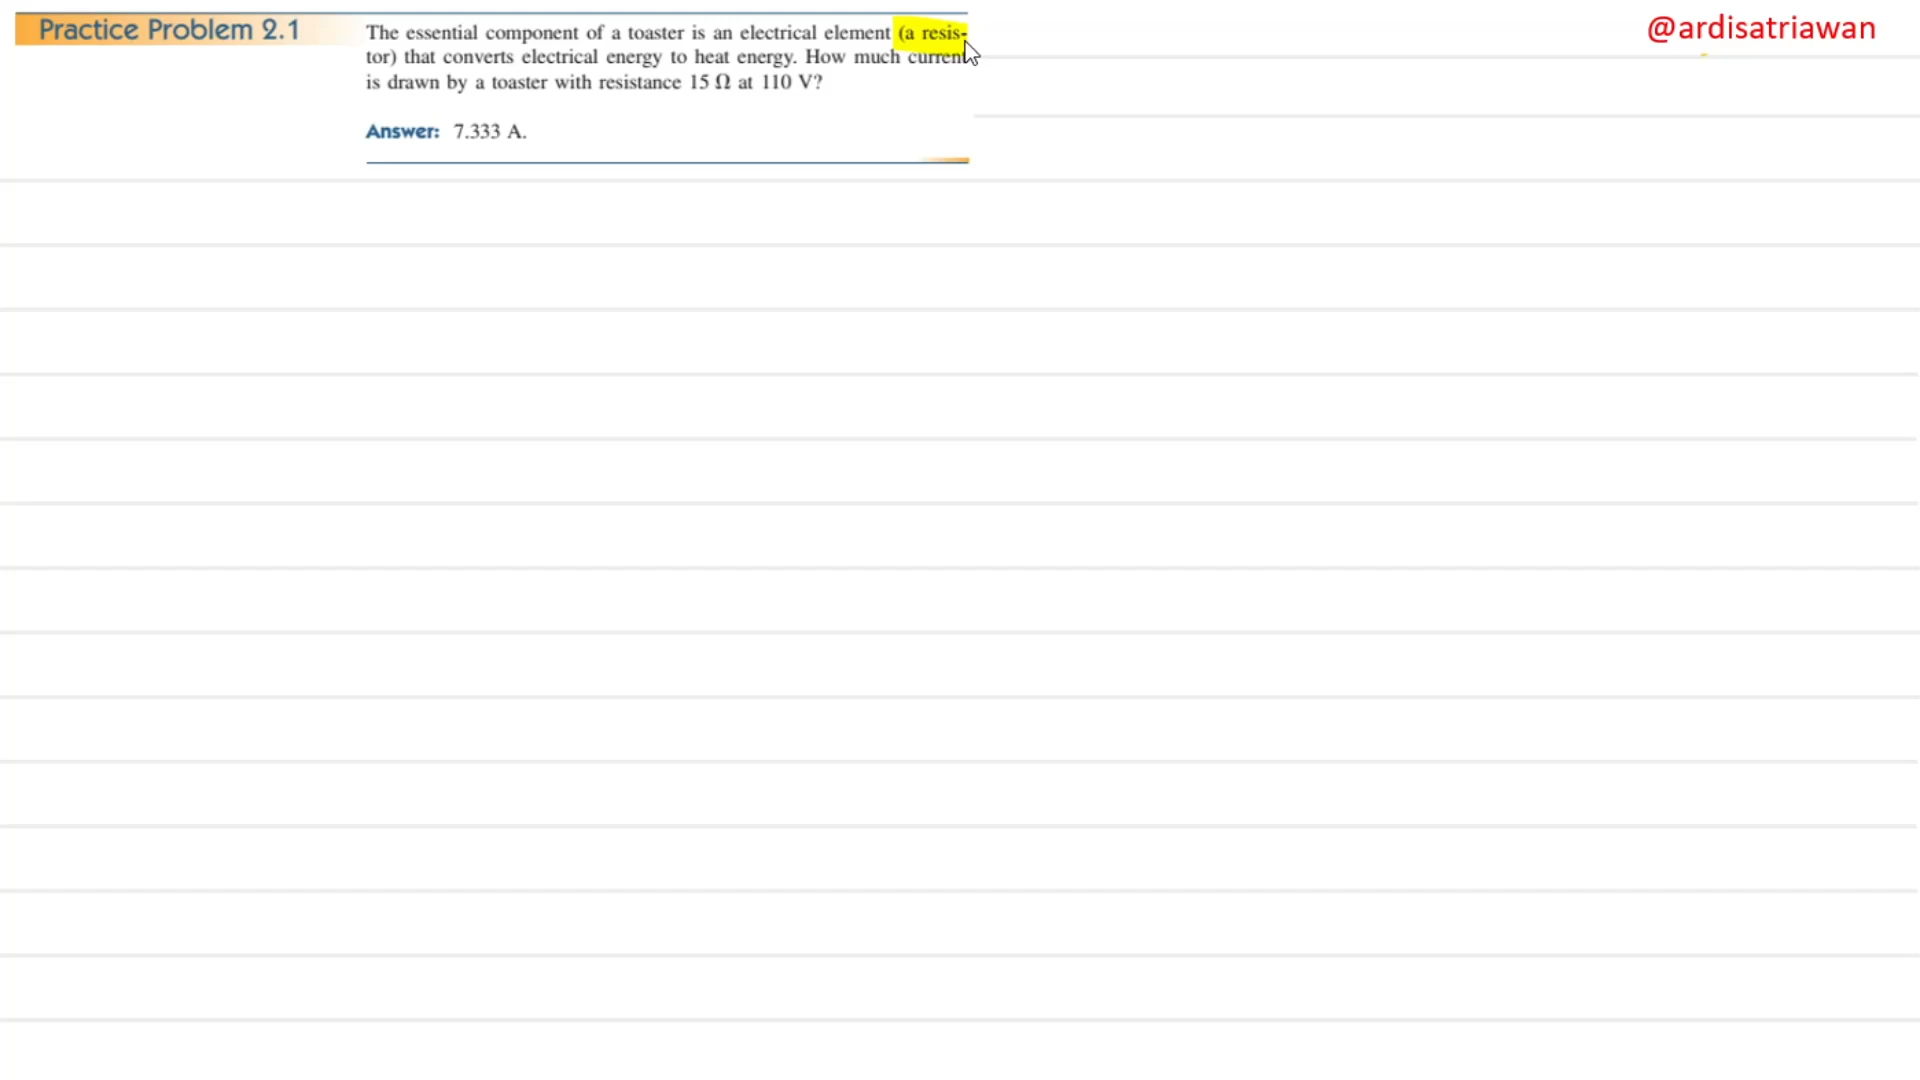 Practice Problem 2.1
The essential component of a toaster is an electrical element (a resis-
tor) that converts electrical energy to heat energy. How much current
is drawn by a toaster with resistance 15 Ω at 110 V?
Answer: 7.333 A.
@ardisatriawan